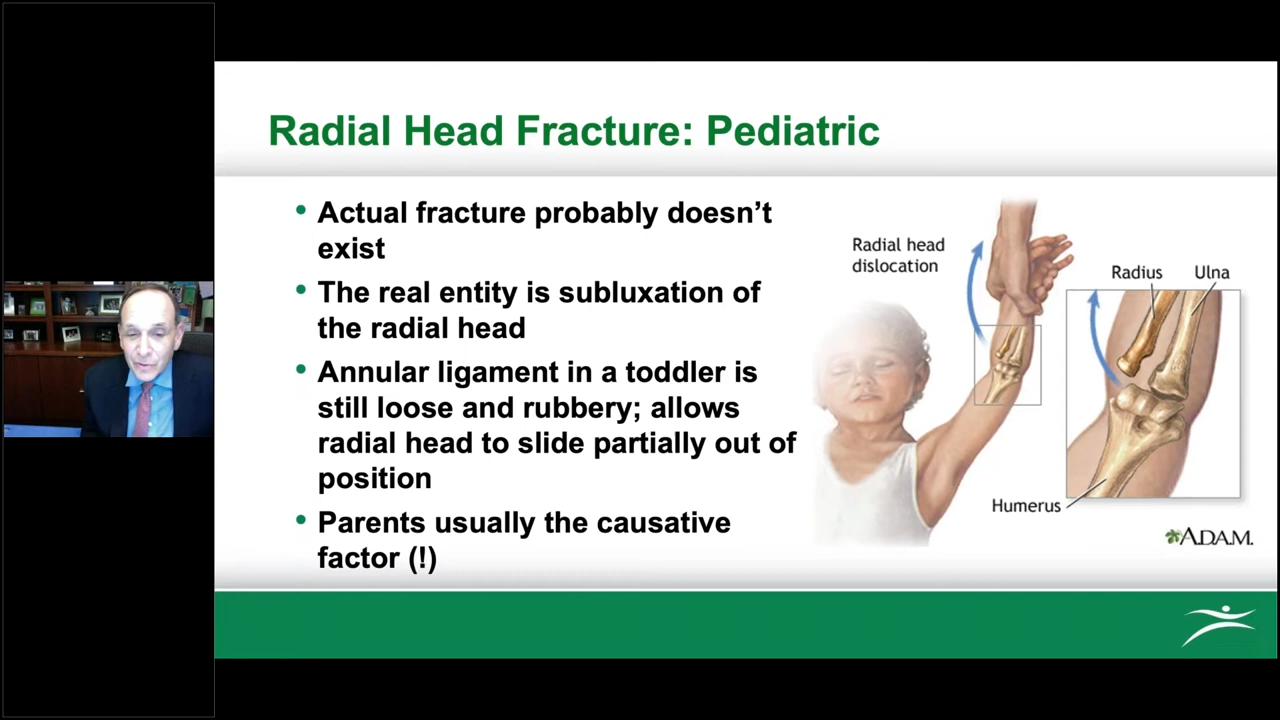 Radial Head Fracture: Pediatric
• Actual fracture probably doesn’t
exist
• The real entity is subluxation of
the radial head
• Annular ligament in a toddler is
still loose and rubbery; allows
radial head to slide partially out of
position
• Parents usually the causative
factor (!)
Radial head
dislocation
Radius
Ulna
Humerus
A.D.A.M.